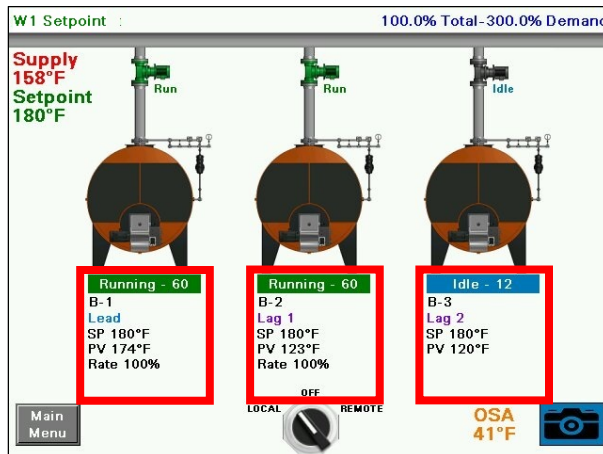 W1 Setpoint : 100.0% Total-300.0% Demand
Supply
158°F
Setpoint
180°F
Run
Run
Idle
Running - 60
B-1
Lead
SP 180°F
PV 174°F
Rate 100%
Running - 60
B-2
Lag 1
SP 180°F
PV 123°F
Rate 100%
Idle - 12
B-3
Lag 2
SP 180°F
PV 120°F
Main
Menu
OFF
LOCAL REMOTE
OSA
41°F